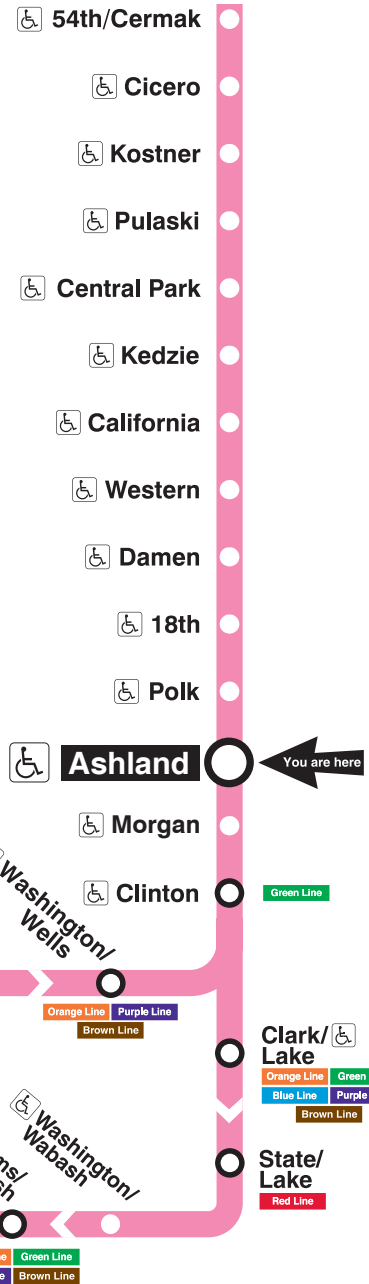 54th/Cermak
Cicero
Kostner
Pulaski
Central Park
Kedzie
California
Western
Damen
18th
Polk
Ashland
You are here
Morgan
Clinton
Green Line
Washington/
Wells
Orange Line Purple Line
Brown Line
Clark/
Lake
Orange Line Green
Blue Line Purple
Brown Line
Washington/
Wabash
State/
Lake
Red Line
Green Line
Brown Line